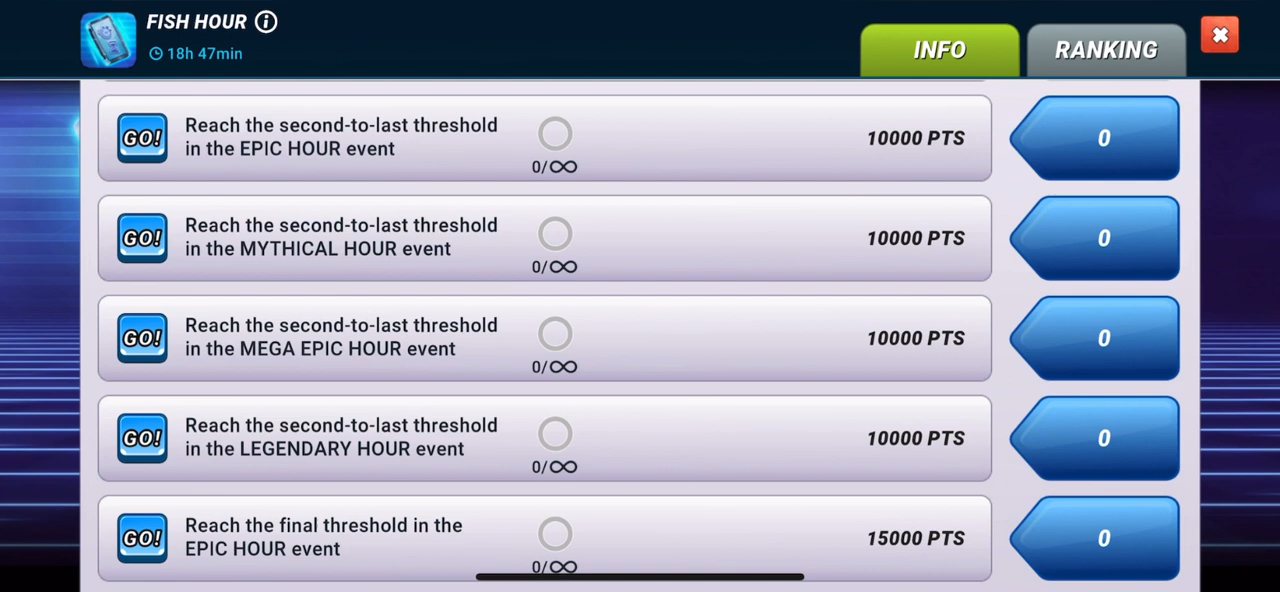 FISH HOUR
18h 47min
INFO
RANKING
GO!
Reach the second-to-last threshold
in the EPIC HOUR event
0/∞
10000 PTS
0
GO!
Reach the second-to-last threshold
in the MYTHICAL HOUR event
0/∞
10000 PTS
0
GO!
Reach the second-to-last threshold
in the MEGA EPIC HOUR event
0/∞
10000 PTS
0
GO!
Reach the second-to-last threshold
in the LEGENDARY HOUR event
0/∞
10000 PTS
0
GO!
Reach the final threshold in the
EPIC HOUR event
0/∞
15000 PTS
0